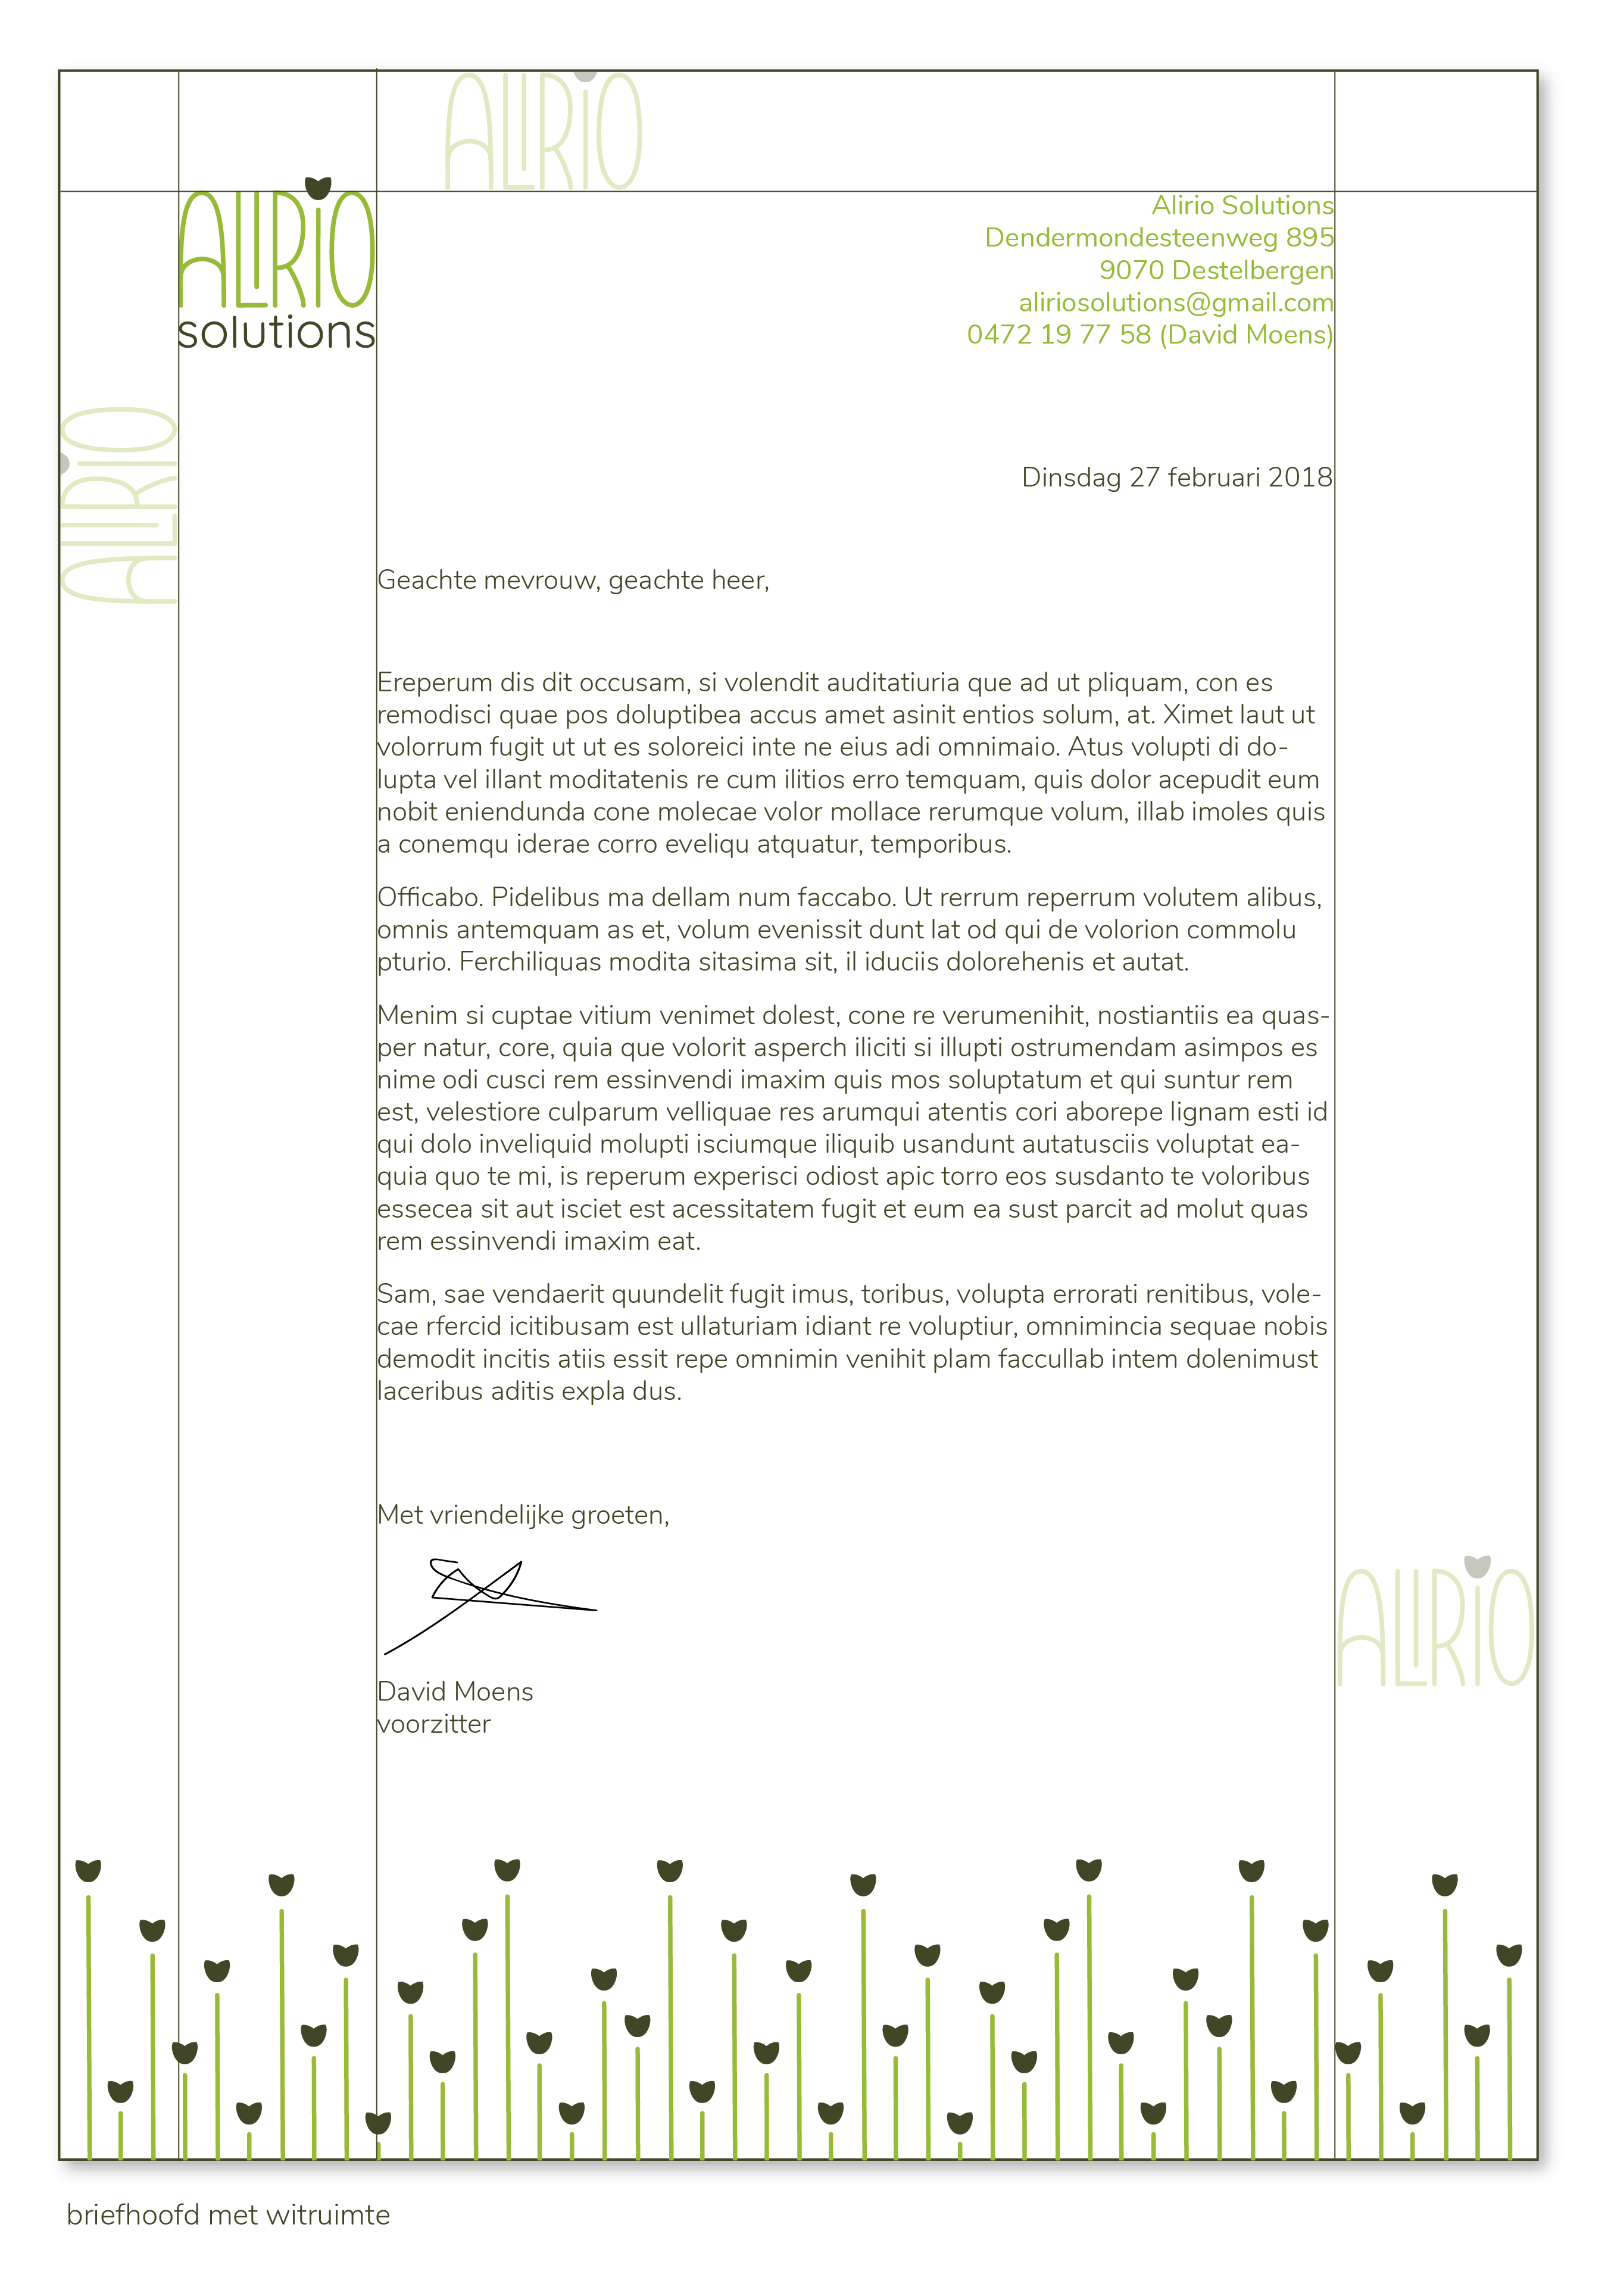 ALIRIO
ALIRIO
solutions
Alirio Solutions
Dendermondesteenweg 895
9070 Destelbergen
aliriosolutions@gmail.com
0472 19 77 58 (David Moens)
ALIRIO
Dinsdag 27 februari 2018
Geachte mevrouw, geachte heer,
Ereperum dis dit occusam, si volendit auditatiuria que ad ut pliquam, con es
remodisci quae pos doluptibea accus amet asinit entios solum, at. Ximet laut ut
volorrum fugit ut ut es soloreici inte ne eius adi omnimaio. Atus volupti di do-
lupta vel illant moditatenis re cum ilitios erro temquam, quis dolor acepudit eum
nobit eniendunda cone molecae volor mollace rerumque volum, illab imoles quis
a conemqu iderae corro eveliqu atquatur, temporibus.
Officabo. Pidelibus ma dellam num faccabo. Ut rerrum reperrum volutem alibus,
omnis antemquam as et, volum evenissit dunt lat od qui de volorion commolu
pturio. Ferchiliquas modita sitasima sit, il iduciis dolorehenis et autat.
Menim si cuptae vitium venimet dolest, cone re verumenihit, nostiantiis ea quas-
per natur, core, quia que volorit asperch iliciti si illupti ostrumendam asimpos es
nime odi cusci rem essinvendi imaxim quis mos soluptatum et qui suntur rem
est, velestiore culparum velliquae res arumqui atentis cori aborepe lignam esti id
qui dolo inveliquid molupti isciumque iliquib usandunt autatusciis voluptat ea-
quia quo te mi, is reperum experisci odiost apic torro eos susdanto te voloribus
essecea sit aut isciet est acessitatem fugit et eum ea sust parcit ad molut quas
rem essinvendi imaxim eat.
Sam, sae vendaerit quundelit fugit imus, toribus, volupta errorati renitibus, vole-
cae rfercid icitibusam est ullaturiam idiant re voluptiur, omnimincia sequae nobis
demodit incitis atiis essit repe omnimin venihit plam faccullab intem dolenimust
laceribus aditis expla dus.
Met vriendelijke groeten,
ALIRIO
David Moens
voorzitter
briefhoofd met witruimte